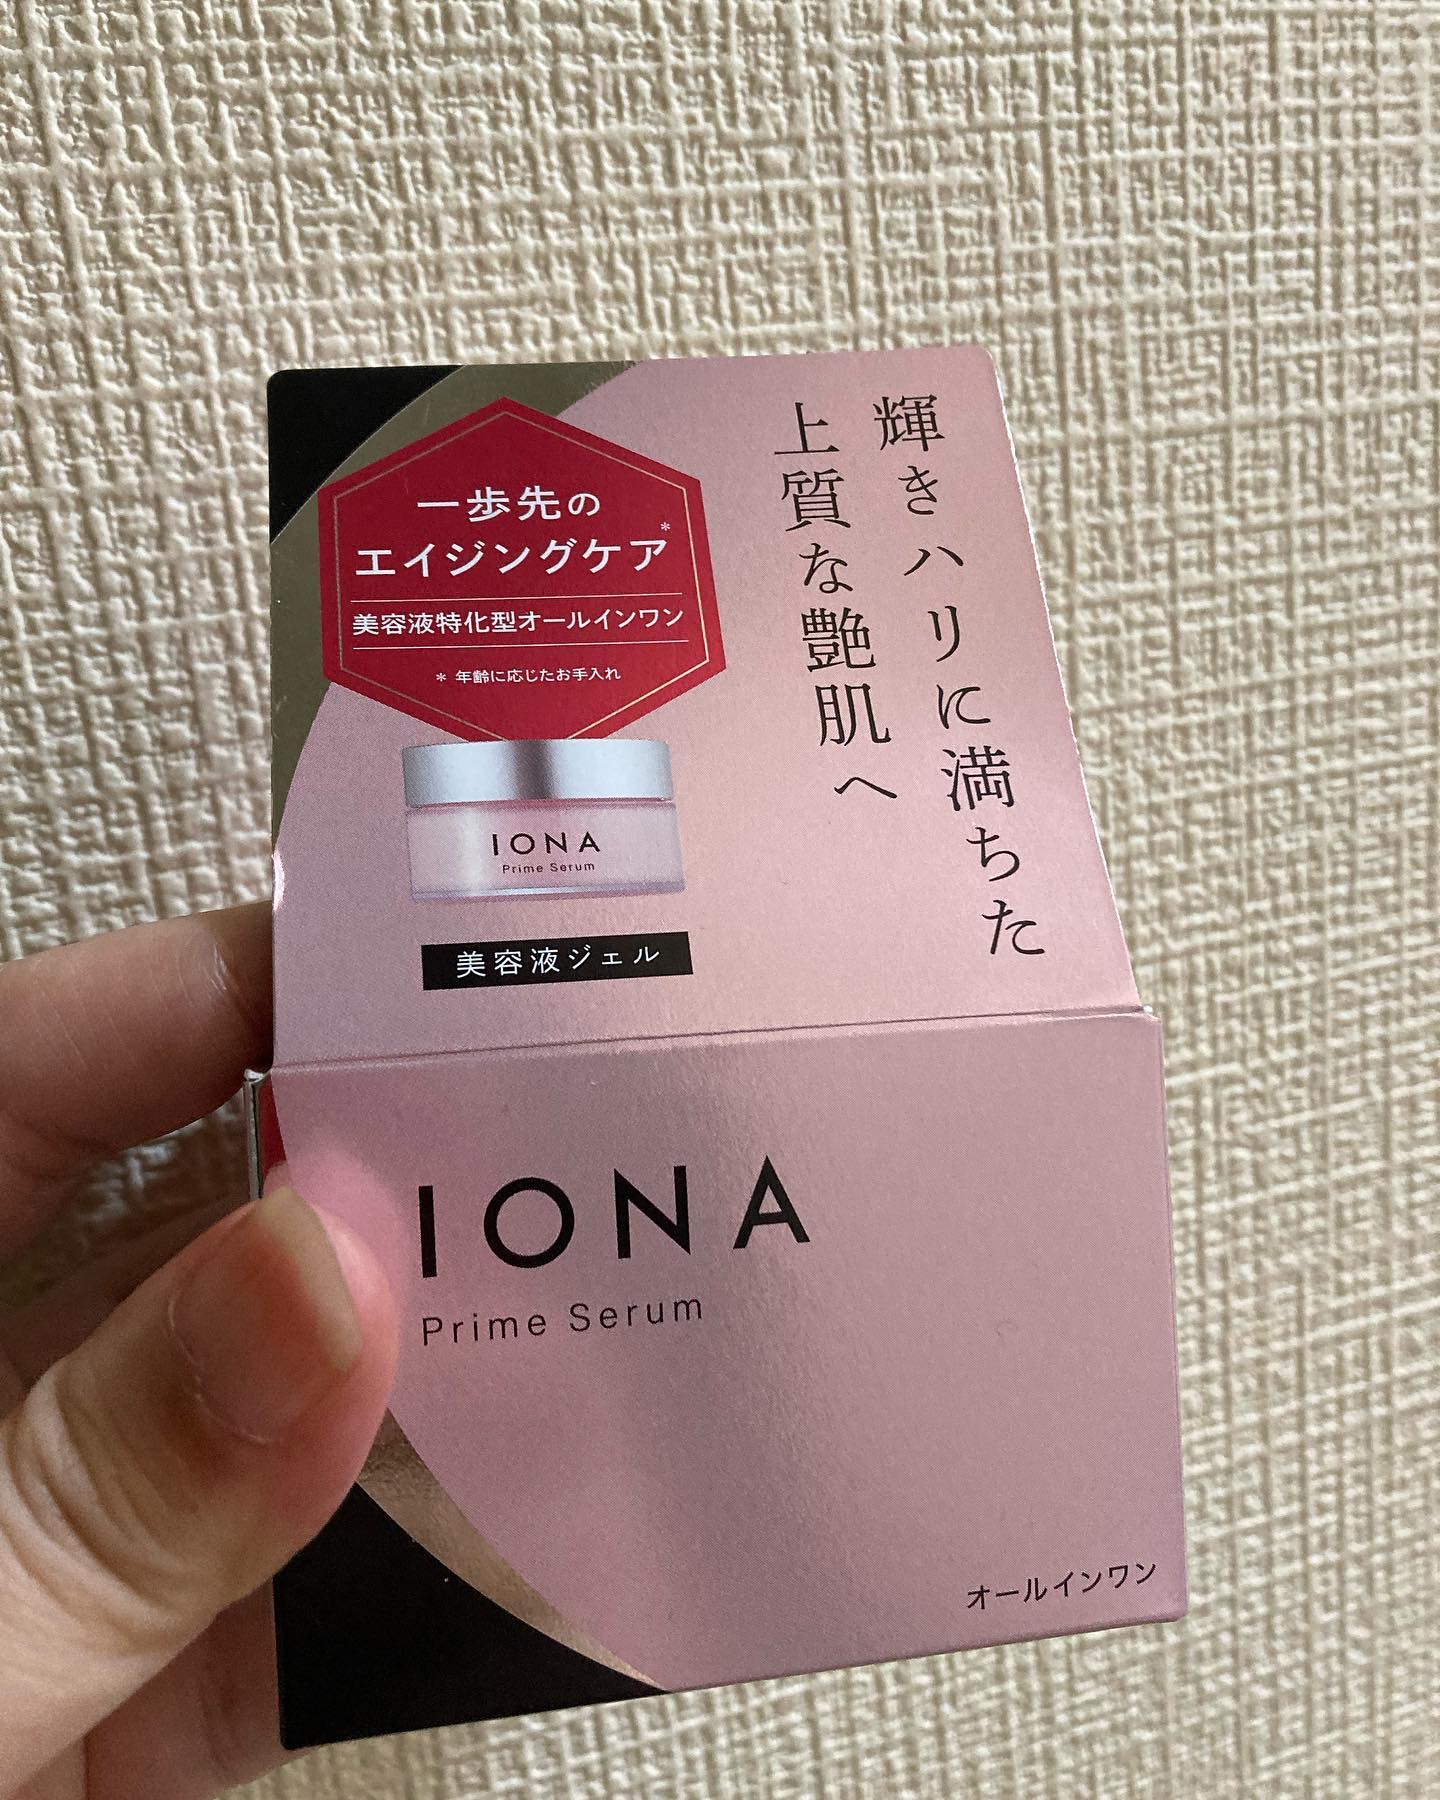 輝きハリに満ちた
上質な艶肌へ
一歩先の
エイジングケア*
美容液特化型オールインワン
* 年齢に応じたお手入れ
IONA
Prime Serum
美容液ジェル
IONA
Prime Serum
オールインワン